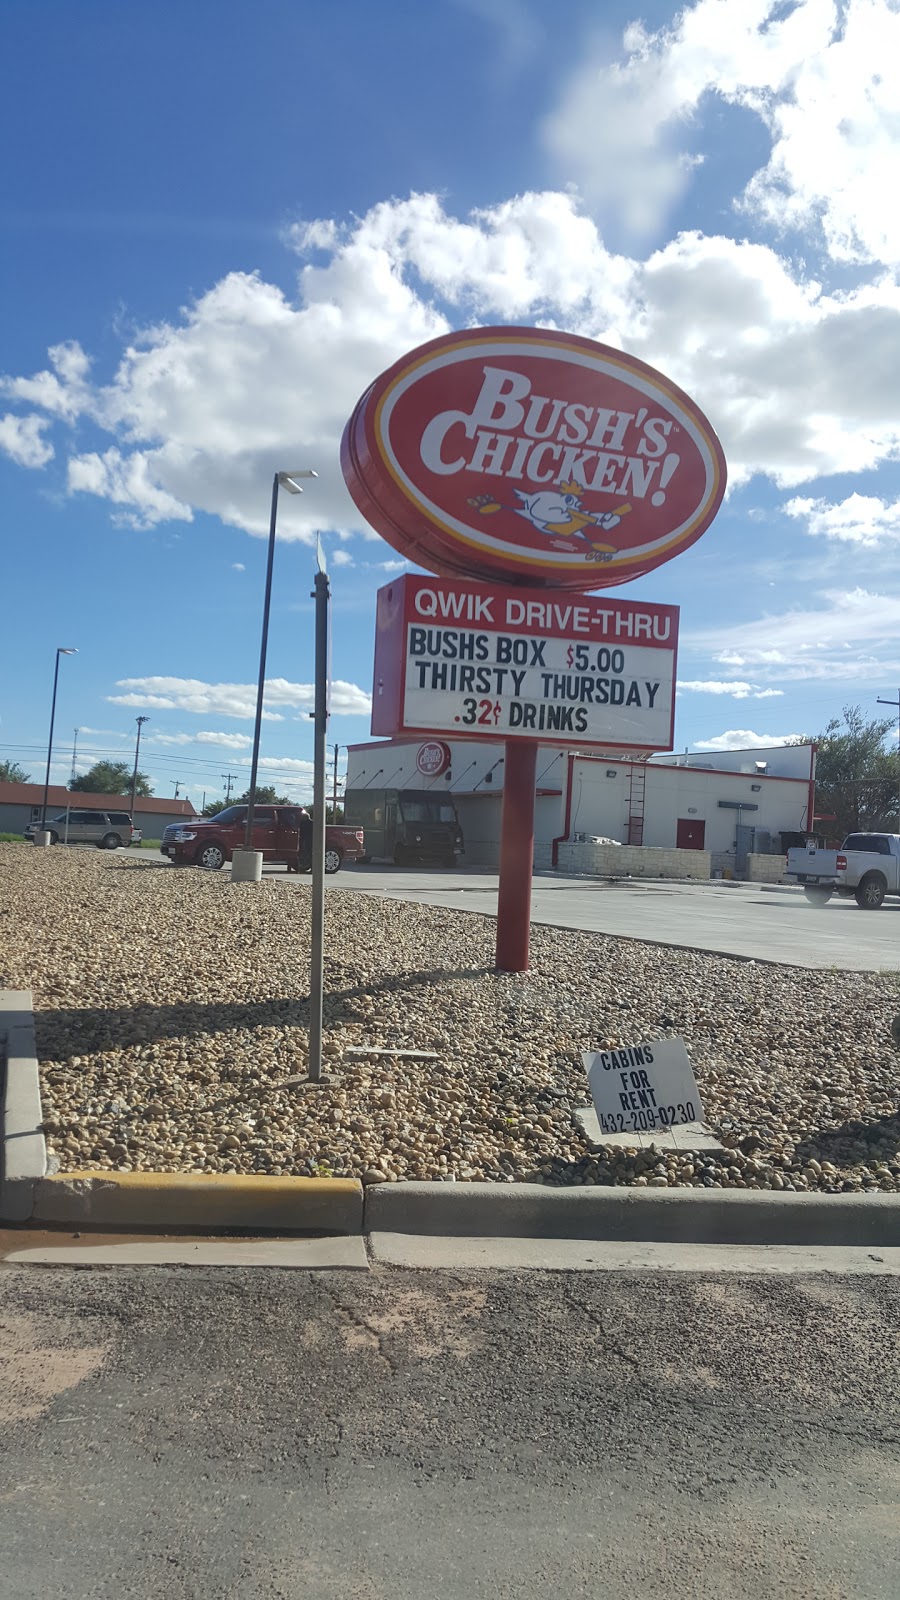 BUSH'S™
CHICKEN!
QWIK DRIVE-THRU
BUSHS BOX $5.00
THIRSTY THURSDAY
.32¢ DRINKS
CABINS
FOR
RENT
432-209-0230